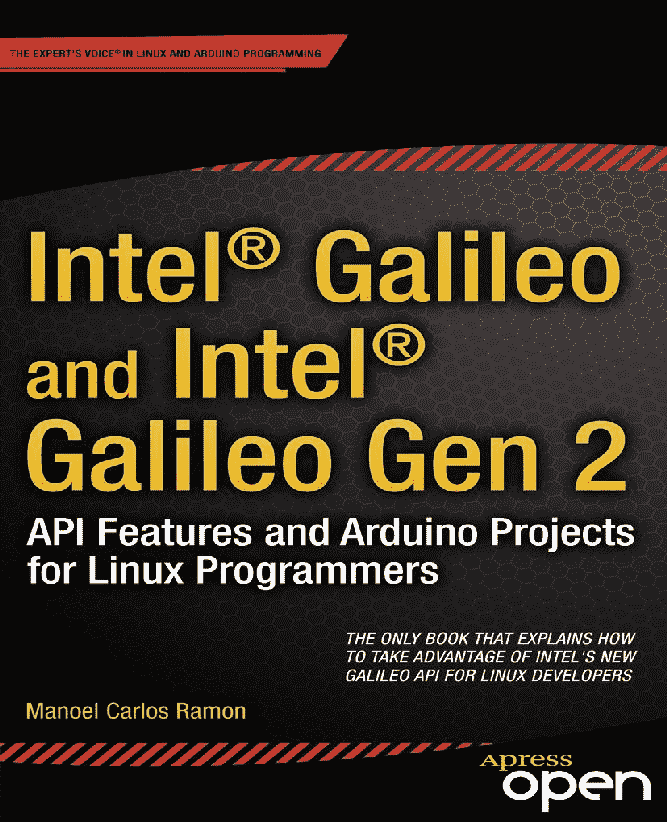 THE EXPERT'S VOICE® IN LINUX AND ARDUINO PROGRAMMING
Intel® Galileo
and Intel®
Galileo Gen 2
API Features and Arduino Projects
for Linux Programmers
THE ONLY BOOK THAT EXPLAINS HOW
TO TAKE ADVANTAGE OF INTEL'S NEW
GALILEO API FOR LINUX DEVELOPERS
Manoel Carlos Ramon
Apress
open